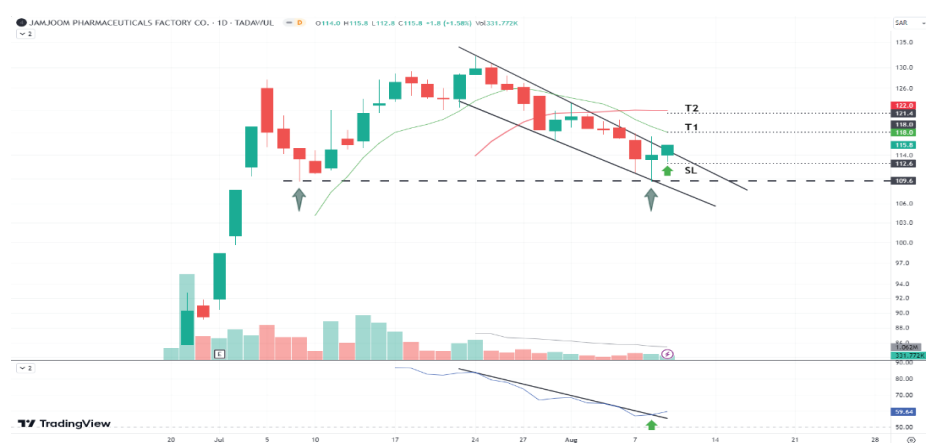 JAMJOOM PHARMACEUTICALS FACTORY CO. · 1D · TADAWUL D O114.0 H115.8 L112.8 C115.8 +1.8 (+1.58%) Vol331.772K
SAR
2
135.0
130.0
126.0
T2
122.0
121.4
T1
118.0
118.0
115.8
114.0
SL
112.6
109.6
106.0
103.0
100.0
97.0
94.0
92.0
90.0
88.0
E
1.062M
331.772K
2
90.00
80.00
70.00
59.64
50.00
TradingView
20 Jul 5 10 17 24 27 Aug 7 14 21 28